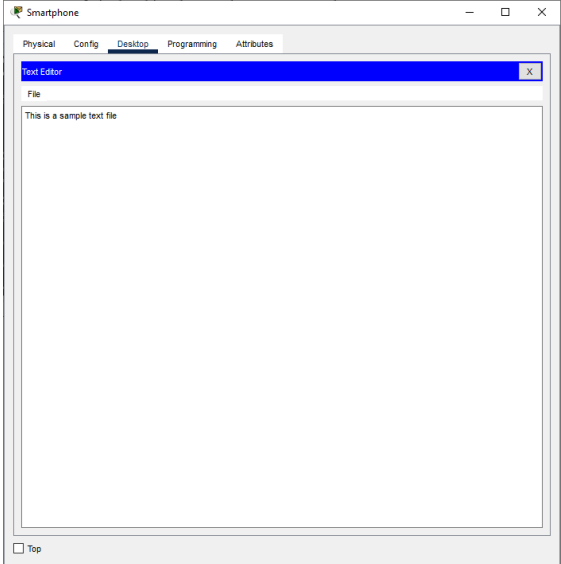 Smartphone
Physical Config Desktop Programming Attributes
Text Editor X
File
This is a sample text file
Top